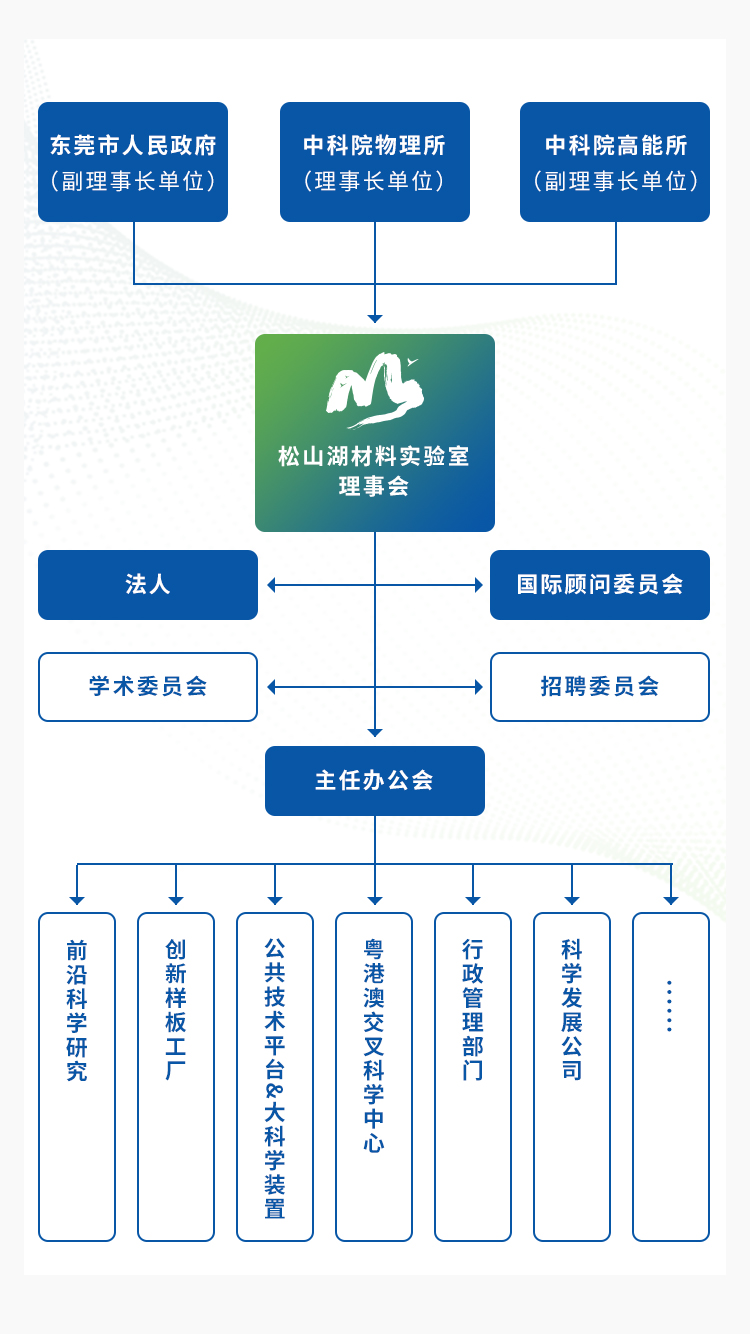 东莞市人民政府
（副理事长单位）
中科院物理所
（理事长单位）
中科院高能所
（副理事长单位）
松山湖材料实验室
理事会
法人
国际顾问委员会
学术委员会
招聘委员会
主任办公会
前沿科学研究
创新样板工厂
公共技术平台&大科学装置
粤港澳交叉科学中心
行政管理部门
科学发展公司
……